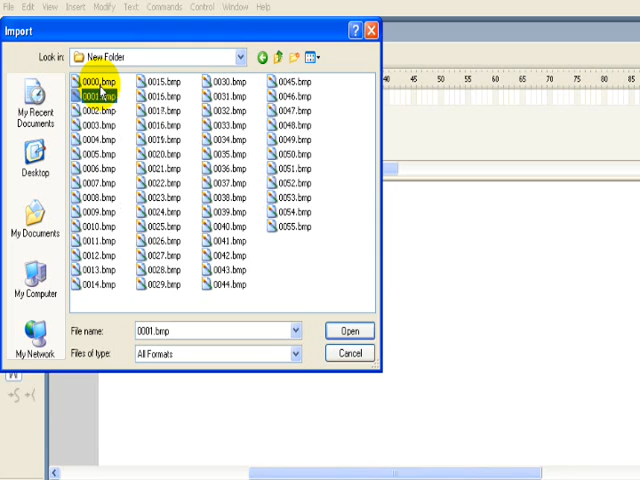 File Edit View Insert Modify Text Commands Control Window Help
Import
Look in: New Folder
My Recent Documents
Desktop
My Documents
My Computer
My Network
0000.bmp
0001.bmp
0002.bmp
0003.bmp
0004.bmp
0005.bmp
0006.bmp
0007.bmp
0008.bmp
0009.bmp
0010.bmp
0011.bmp
0012.bmp
0013.bmp
0014.bmp
0015.bmp
0016.bmp
0017.bmp
0018.bmp
0019.bmp
0020.bmp
0021.bmp
0022.bmp
0023.bmp
0024.bmp
0025.bmp
0026.bmp
0027.bmp
0028.bmp
0029.bmp
0030.bmp
0031.bmp
0032.bmp
0033.bmp
0034.bmp
0035.bmp
0036.bmp
0037.bmp
0038.bmp
0039.bmp
0040.bmp
0041.bmp
0042.bmp
0043.bmp
0044.bmp
0045.bmp
0046.bmp
0047.bmp
0048.bmp
0049.bmp
0050.bmp
0051.bmp
0052.bmp
0053.bmp
0054.bmp
0055.bmp
File name: 0001.bmp Open
Files of type: All Formats Cancel
40 45 50 55 60 65 70 75 80 85